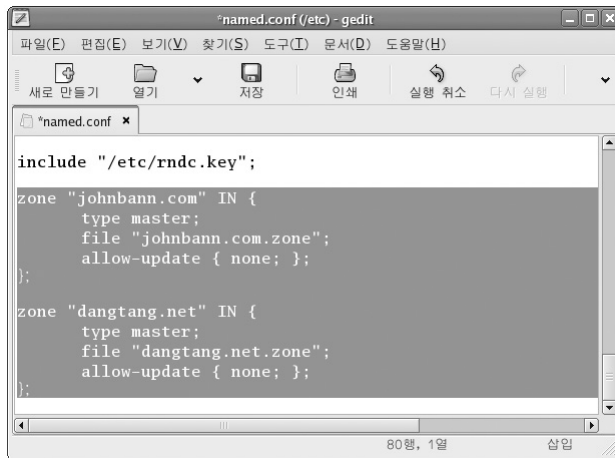 *named.conf (/etc) - gedit
파일(F) 편집(E) 보기(V) 찾기(S) 도구(T) 문서(D) 도움말(H)
새로 만들기 열기 저장 인쇄 실행 취소 다시 실행
*named.conf
include "/etc/rndc.key";
zone "johnbann.com" IN {
type master;
file "johnbann.com.zone";
allow-update { none; };
};
zone "dangtang.net" IN {
type master;
file "dangtang.net.zone";
allow-update { none; };
};
80행, 1열 삽입